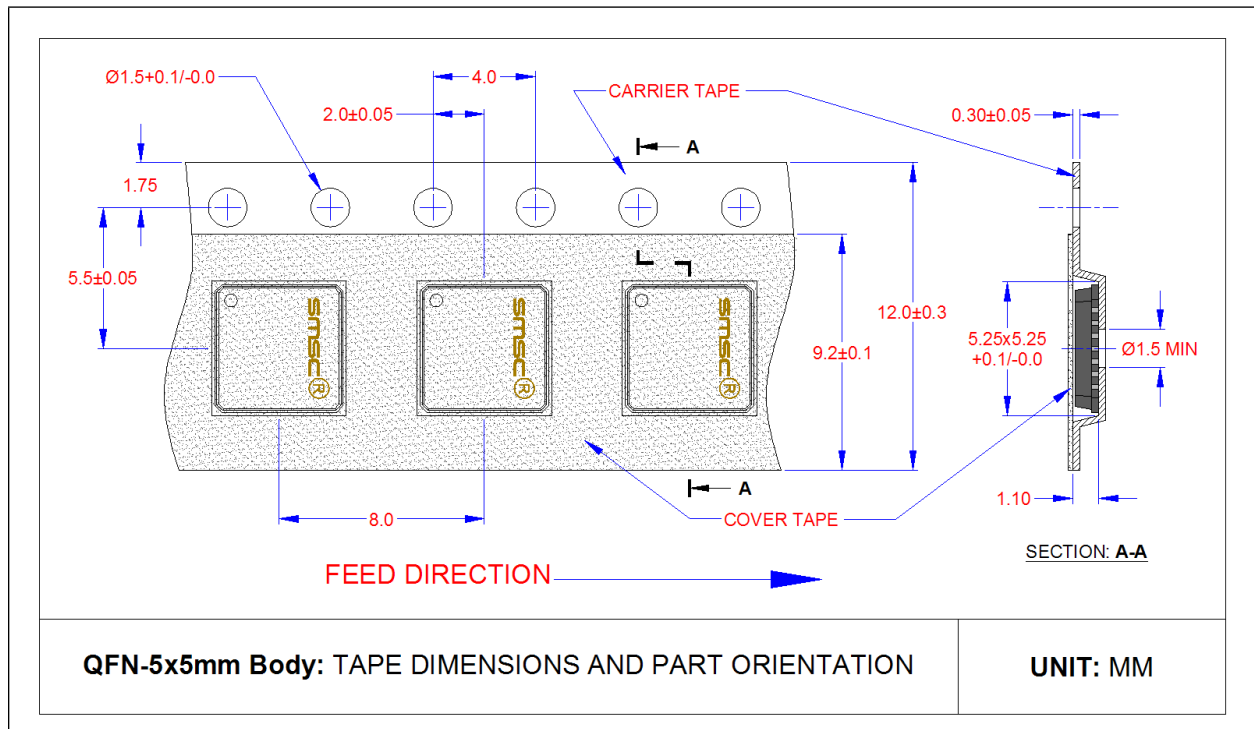 Ø1.5+0.1/-0.0
4.0
CARRIER TAPE
0.30±0.05
2.0±0.05
A
1.75
5.5±0.05
smsc®
smsc®
smsc®
12.0±0.3
9.2±0.1
5.25x5.25
+0.1/-0.0
Ø1.5 MIN
A
1.10
8.0
COVER TAPE
SECTION: A-A
FEED DIRECTION
QFN-5x5mm Body: TAPE DIMENSIONS AND PART ORIENTATION
UNIT: MM